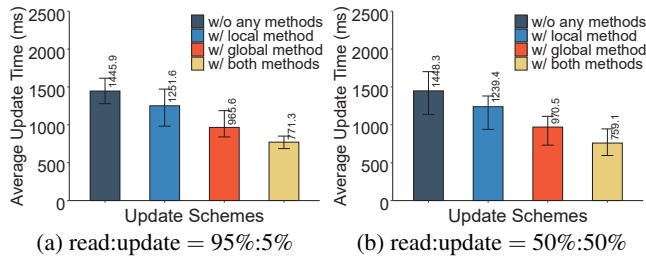 Average Update Time (ms)
2500
2000
1500
1000
500
0
w/o any methods
w/ local method
w/ global method
w/ both methods
1445.9
1251.6
965.6
771.3
Update Schemes
(a) read:update = 95%:5%
Average Update Time (ms)
2500
2000
1500
1000
500
0
w/o any methods
w/ local method
w/ global method
w/ both methods
1448.3
1239.4
970.5
759.1
Update Schemes
(b) read:update = 50%:50%